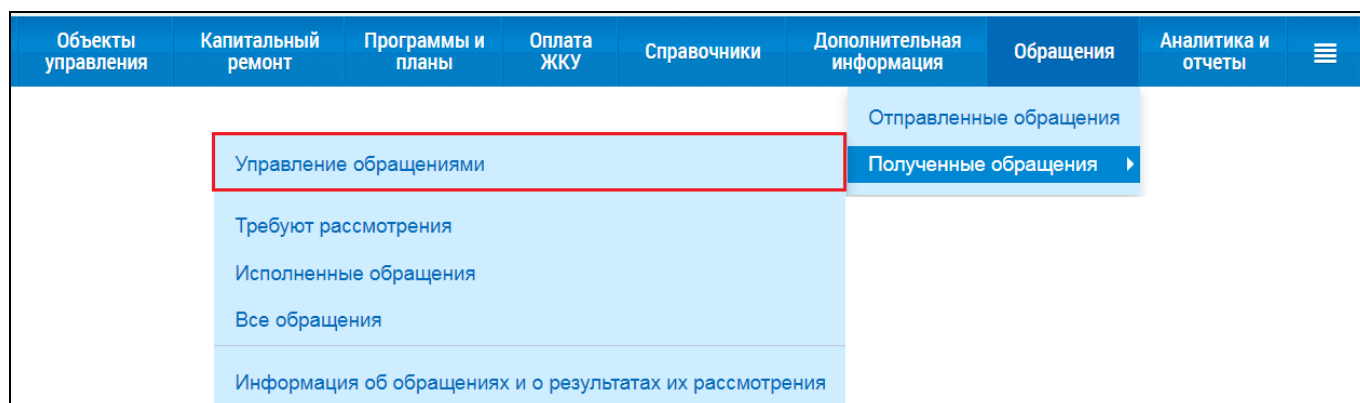 Объекты управления
Капитальный ремонт
Программы и планы
Оплата ЖКУ
Справочники
Дополнительная информация
Обращения
Аналитика и отчеты
Отправленные обращения
Полученные обращения
Управление обращениями
Требуют рассмотрения
Исполненные обращения
Все обращения
Информация об обращениях и о результатах их рассмотрения